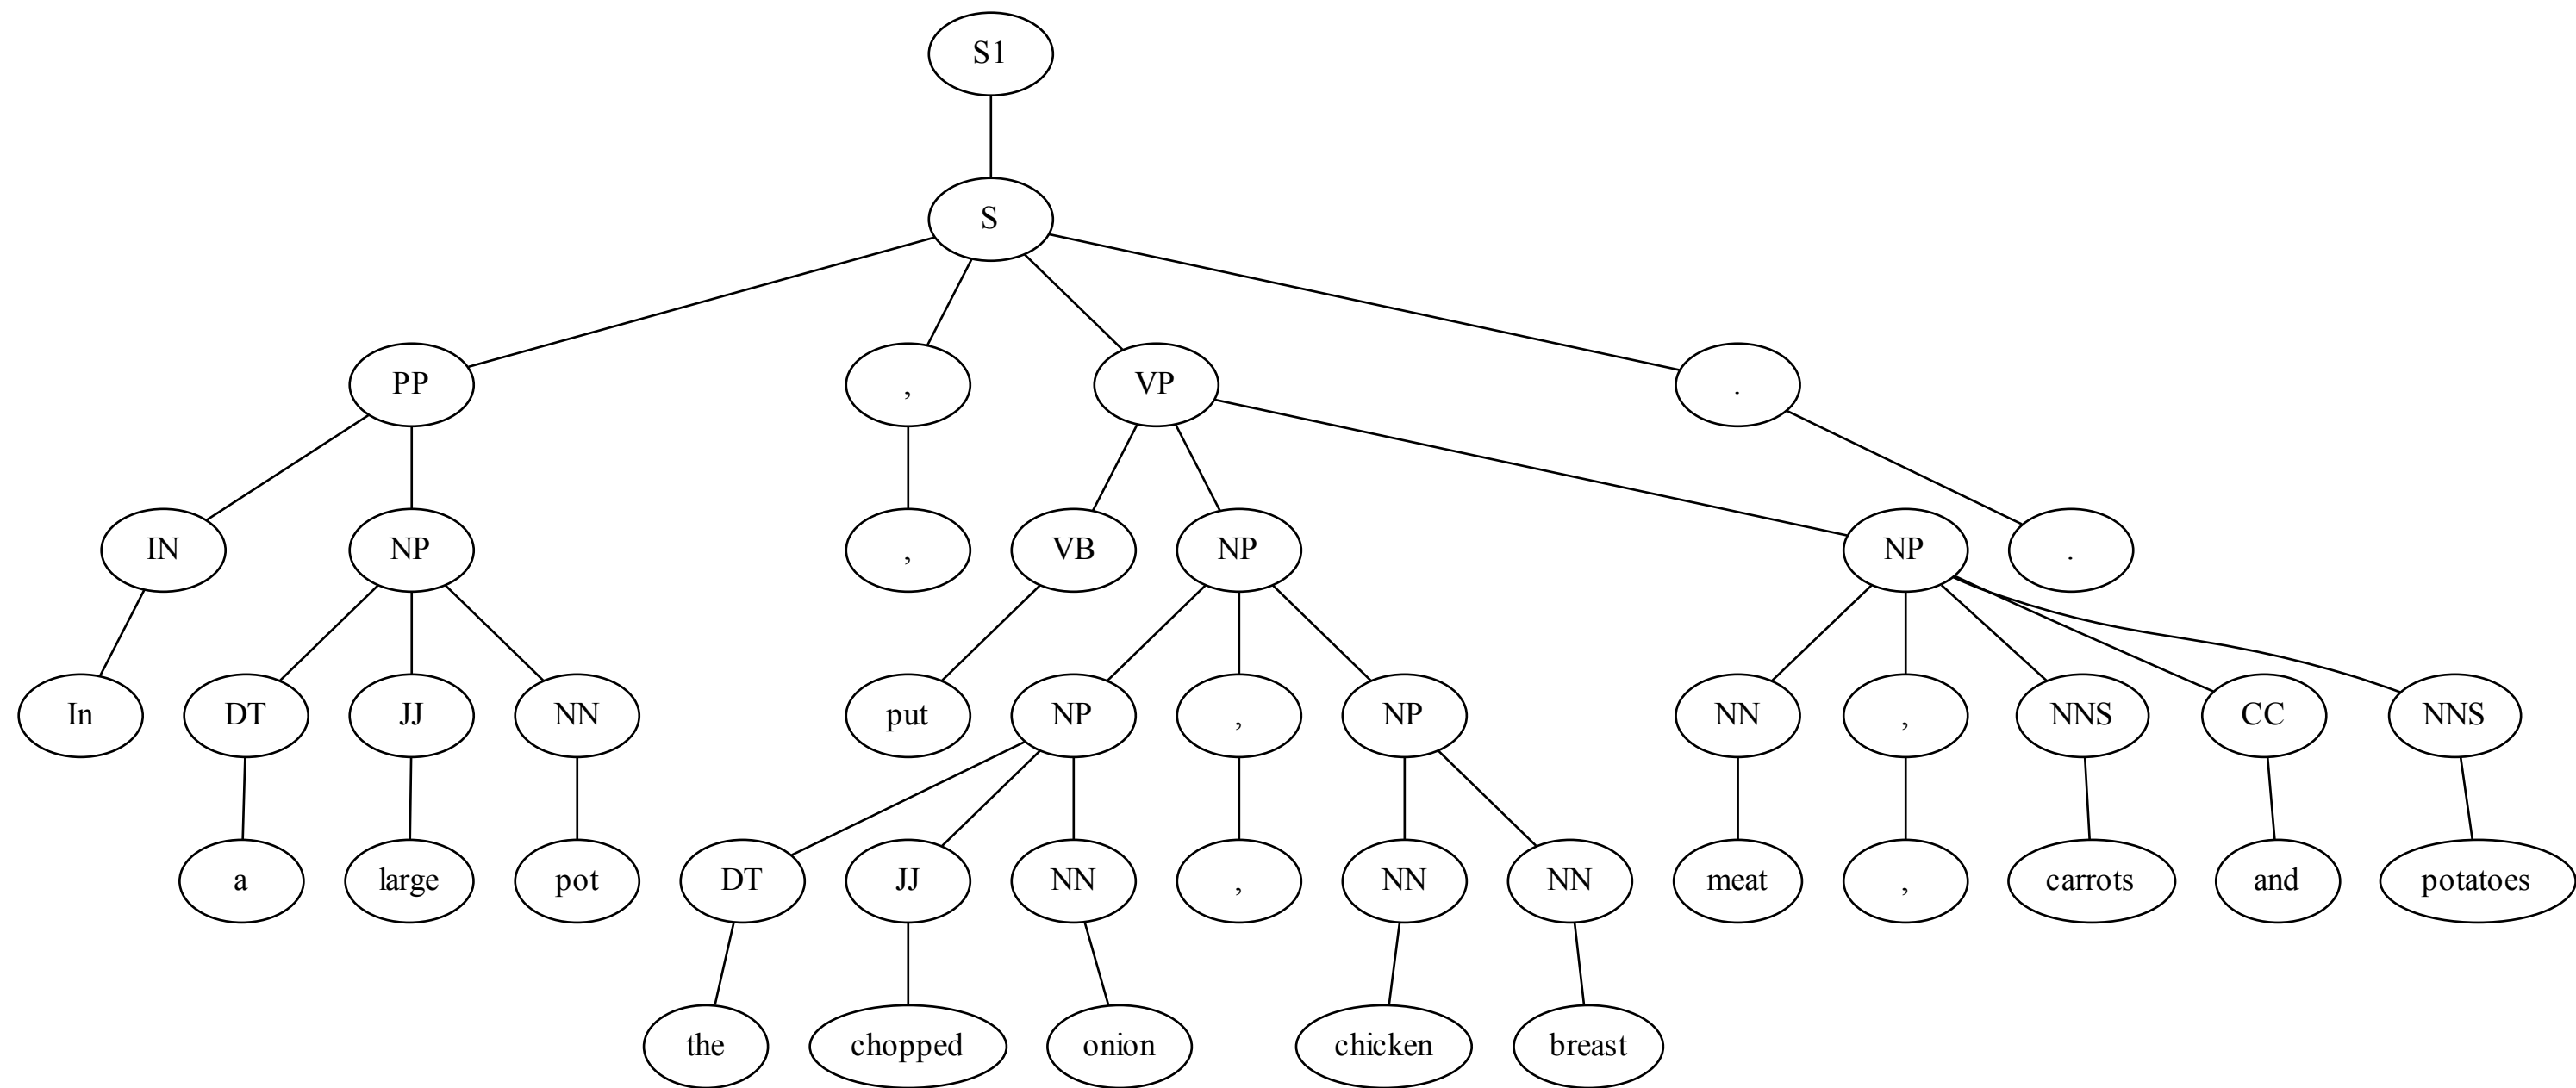 S1
S
PP , VP .
IN NP , VB NP NP .
In DT JJ NN put NP , NP NN , NNS CC NNS
a large pot DT JJ NN , NN NN meat , carrots and potatoes
the chopped onion chicken breast